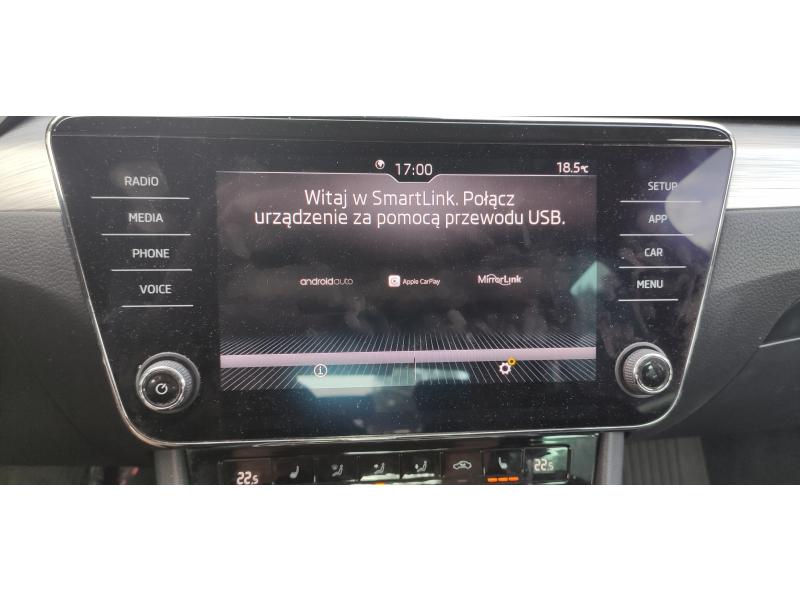 17:00
18.5°C
RADIO
MEDIA
PHONE
VOICE
Witaj w SmartLink. Połącz
urządzenie za pomocą przewodu USB.
androidauto
Apple CarPlay
MirrorLink
SETUP
APP
CAR
MENU
22.5
22.5